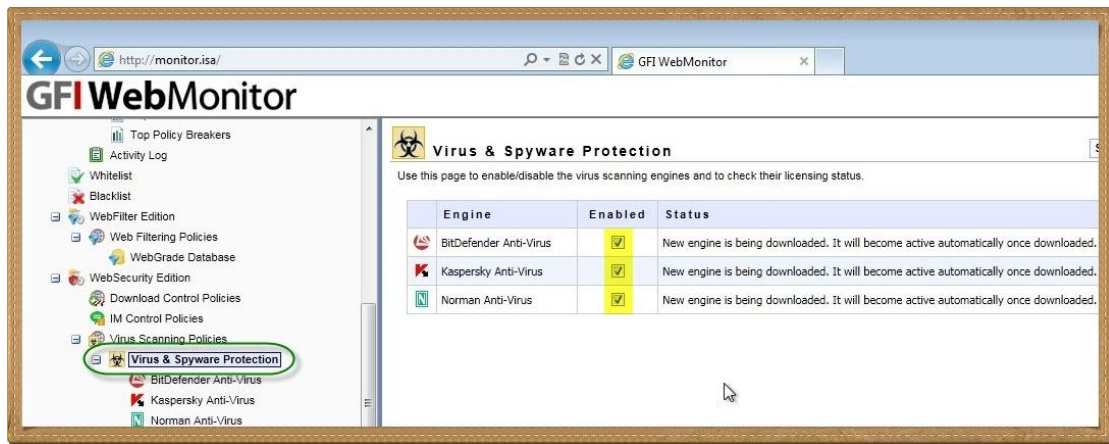 http://monitor.isa/
GFI WebMonitor
GFI WebMonitor
Top Policy Breakers
Activity Log
Whitelist
Blacklist
WebFilter Edition
Web Filtering Policies
WebGrade Database
WebSecurity Edition
Download Control Policies
IM Control Policies
Virus Scanning Policies
Virus & Spyware Protection
BitDefender Anti-Virus
Kaspersky Anti-Virus
Norman Anti-Virus
Virus & Spyware Protection
Use this page to enable/disable the virus scanning engines and to check their licensing status.
Engine Enabled Status
BitDefender Anti-Virus New engine is being downloaded. It will become active automatically once downloaded.
Kaspersky Anti-Virus New engine is being downloaded. It will become active automatically once downloaded.
Norman Anti-Virus New engine is being downloaded. It will become active automatically once downloaded.